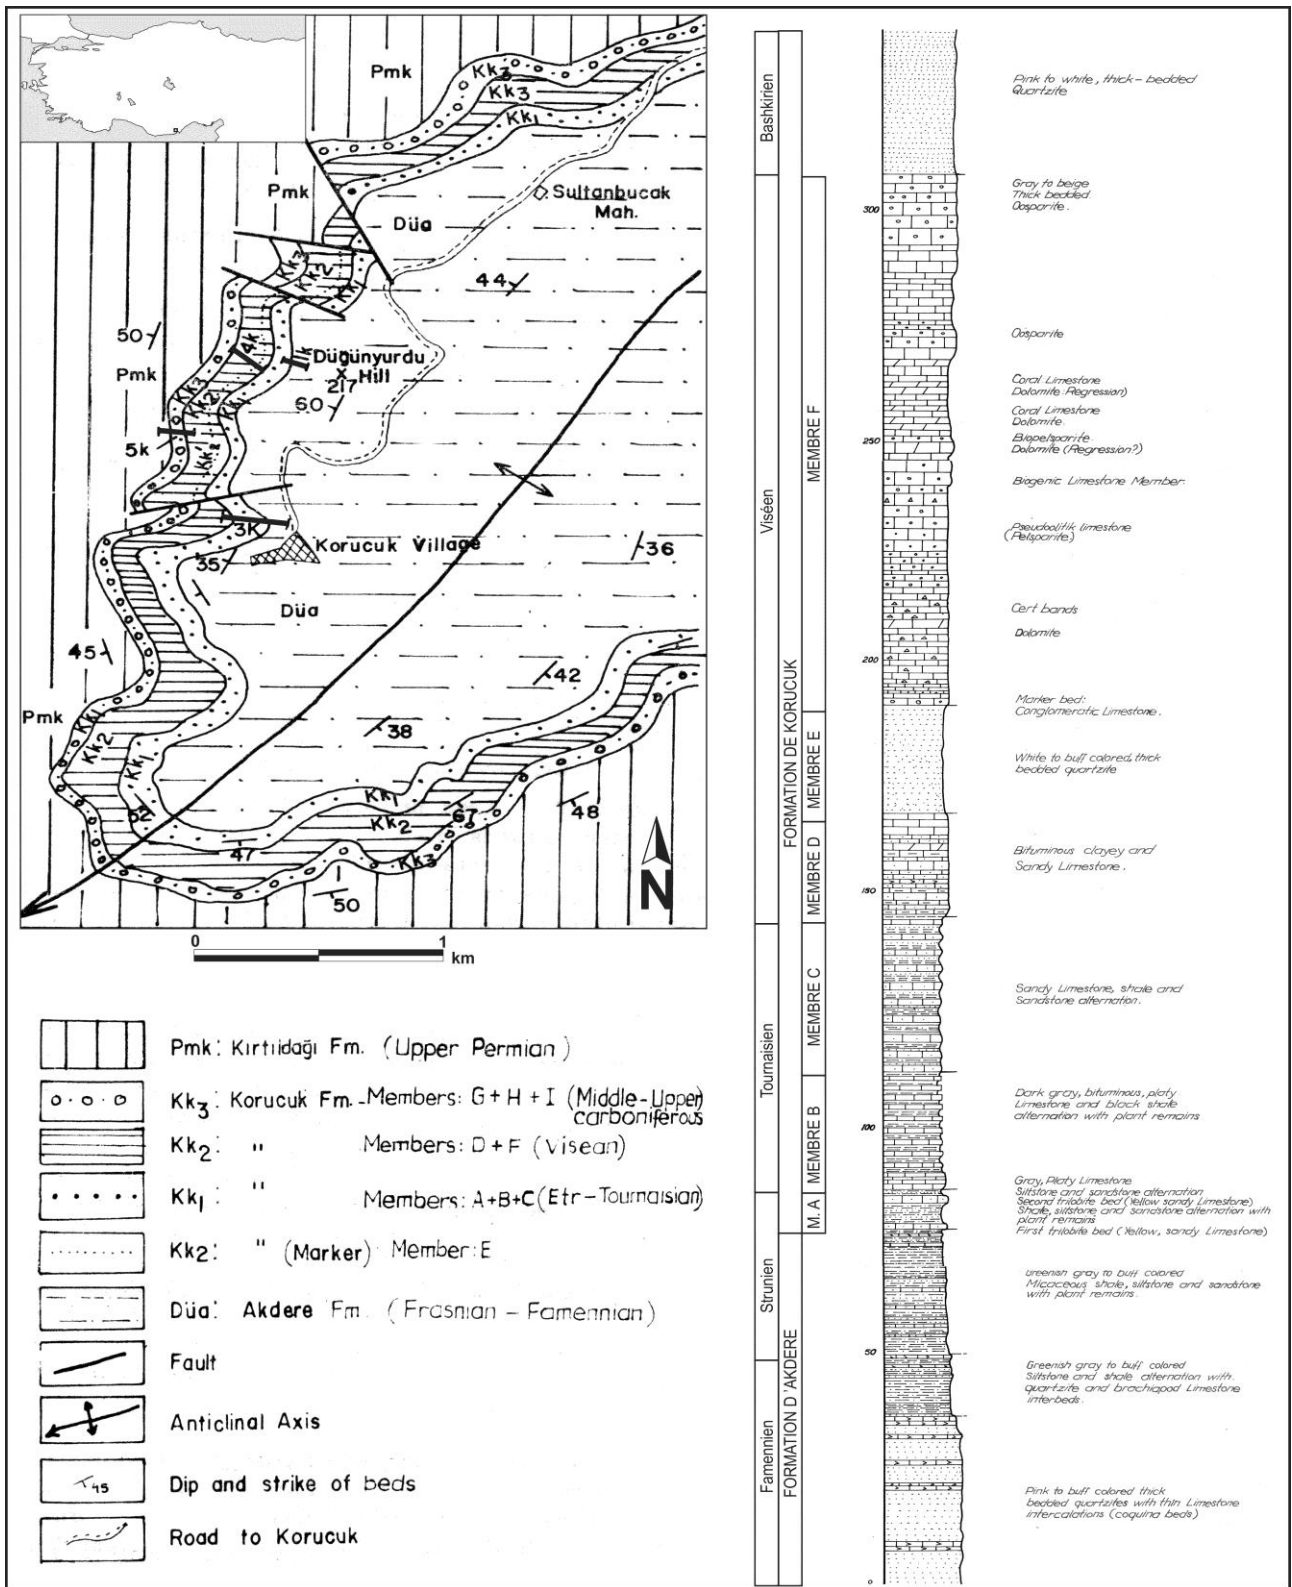 Pmk
Kk3
Kk3
Kk1
Pmk
Sultanbucak
Mah.
Düa
Kk3
Kk2
Kk1
44
50
4k
1k
Düğünyurdu
Hill
217
Pmk
Kk3
Kk2
Kk1
60
5k
Kk2
3K
Korucuk Village
35
36
Düa
45
42
Pmk
Kk1
Kk2
38
Kk1
52
Kk1
Kk2
67
48
47
Kk3
50
N
0
1
km
Pmk: Kırtıldağı Fm. (Upper Permian)
Kk3: Korucuk Fm.-Members: G+H+I (Middle-Upper)
carboniferous
Kk2: " Members: D+F (Visean)
Kk1: " Members: A+B+C(Etr-Tournaisian)
Kk2: " (Marker) Member: E
Düa: Akdere Fm. (Frasnian-Famennian)
Fault
Anticlinal Axis
45
Dip and strike of beds
Road to Korucuk
Bashkirien
Viséen
Tournaisien
Strunien
Famennien
FORMATION DE KORUCUK
FORMATION D'AKDERE
MEMBRE F
MEMBRE E
MEMBRE D
MEMBRE C
MEMBRE B
M. A
300
250
200
150
100
50
0
Pink to white, thick-bedded
Quartzite
Gray to beige
Thick bedded
Oosparite.
Oosparite
Coral Limestone
Dolomite Regression)
Coral Limestone
Dolomite.
Biopelsparite
Dolomite (Regression?)
Biogenic Limestone Member.
Pseudoolitik limestone
(Pelsparite)
Cert bands
Dolomite
Marker bed:
Conglomeratic Limestone.
White to buff colored, thick
bedded quartzite
Bituminous clayey and
Sandy Limestone.
Sandy Limestone, shale and
Sandstone alternation.
Dark gray, bituminous, platy
Limestone and black shale
alternation with plant remains
Gray, Platy Limestone
Siltstone and sandstone alternation
Second trilobite bed (Yellow sandy Limestone)
Shale, siltstone and sandstone alternation with
plant remains
First trilobite bed (Yellow, sandy Limestone)
Greenish gray to buff colored
Micaceous shale, siltstone and sandstone
with plant remains.
Greenish gray to buff colored
Siltstone and shale alternation with.
quartzite and brachiopod Limestone
interbeds.
Pink to buff colored thick
bedded quartzites with thin Limestone
intercalations (coquina beds)